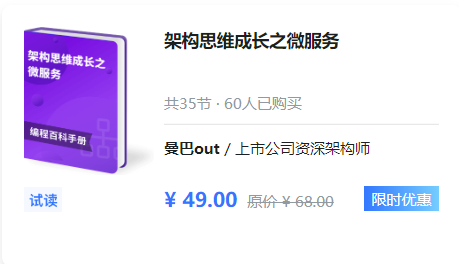 架构思维成长之
微服务
编程百科手册
试读
架构思维成长之微服务
共35节 · 60人已购买
曼巴out / 上市公司资深架构师
¥ 49.00 原价 ¥ 68.00 限时优惠